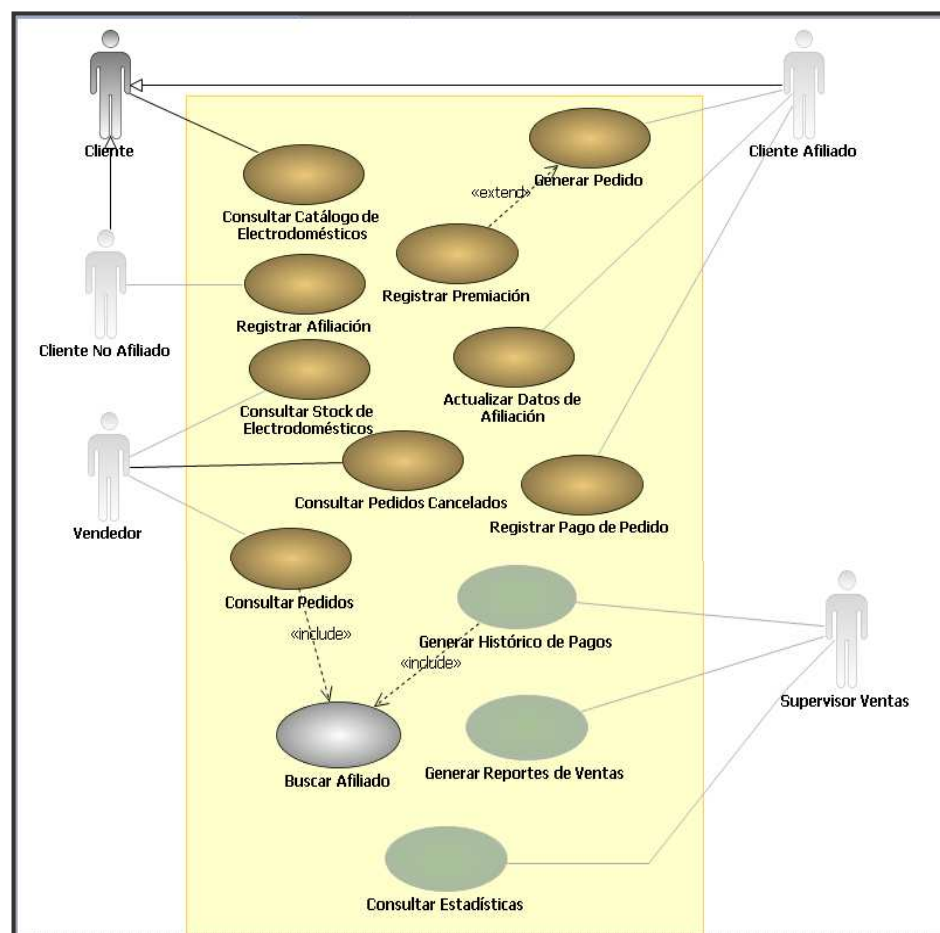 Cliente
Cliente Afiliado
Generar Pedido
«extend»
Consultar Catálogo de
Electrodomésticos
Registrar Premiación
Registrar Afiliación
Cliente No Afiliado
Actualizar Datos de
Afiliación
Consultar Stock de
Electrodomésticos
Consultar Pedidos Cancelados
Registrar Pago de Pedido
Vendedor
Consultar Pedidos
«include»
Generar Histórico de Pagos
«include»
Supervisor Ventas
Buscar Afiliado
Generar Reportes de Ventas
Consultar Estadísticas